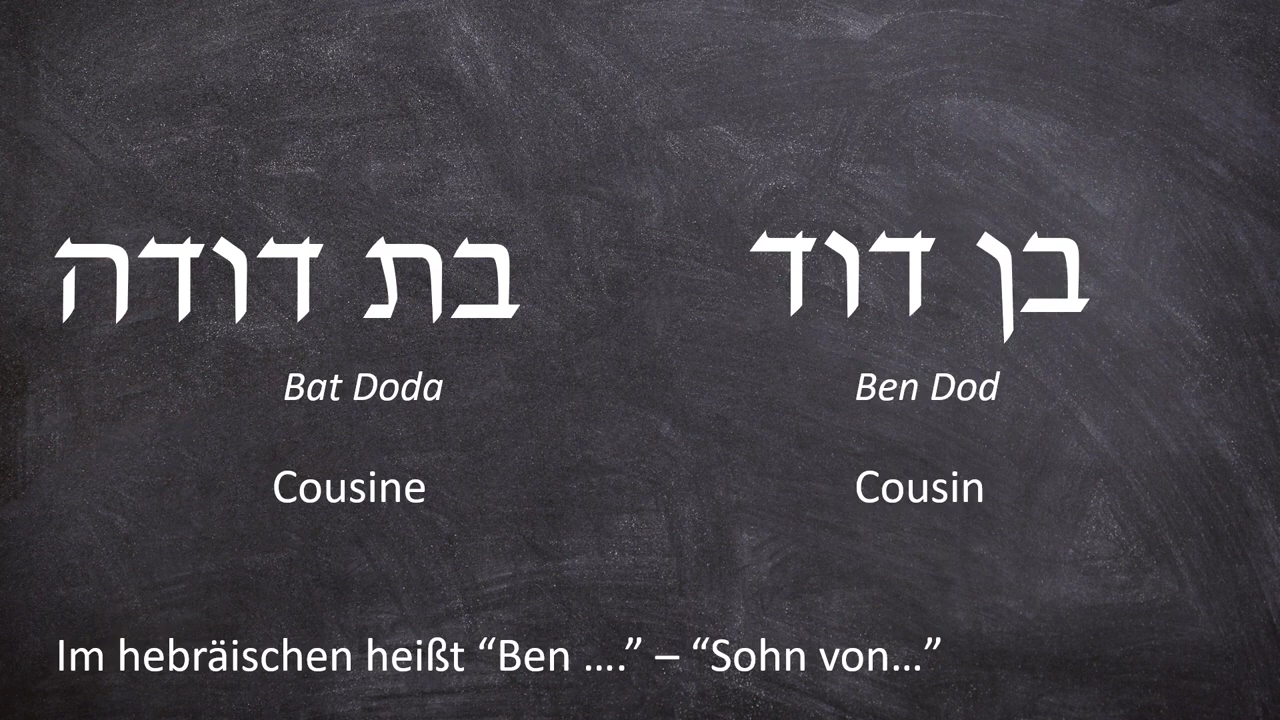 בת דודה
בן דוד
Bat Doda
Ben Dod
Cousine
Cousin
Im hebräischen heißt “Ben ....” – “Sohn von...”